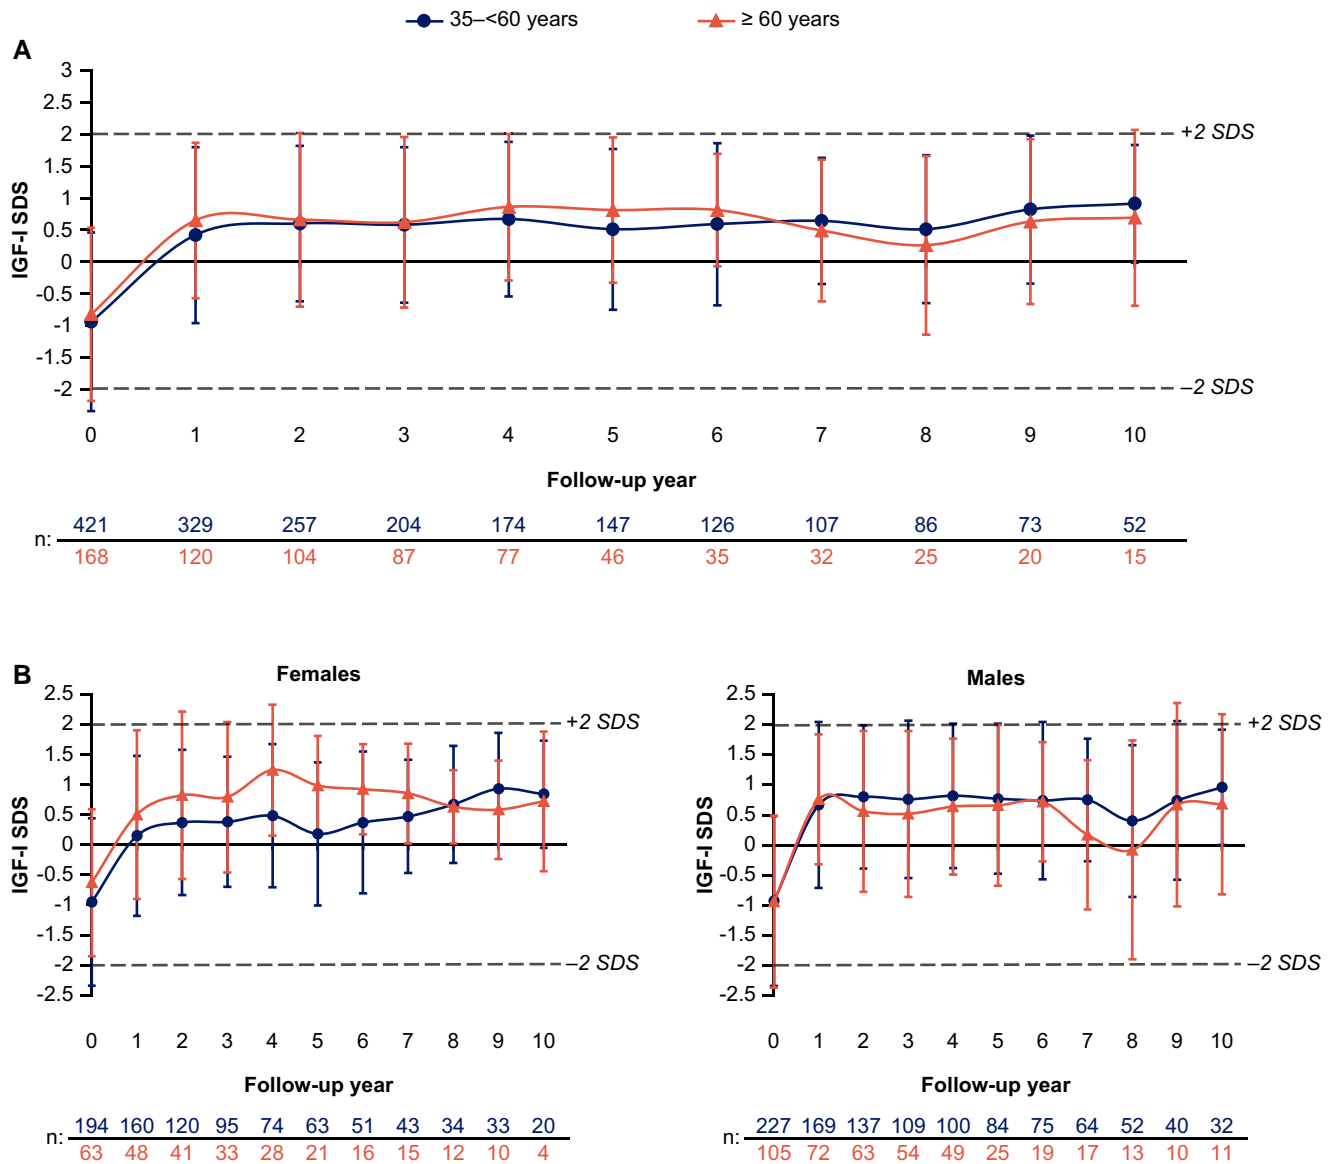 35–<60 years ≥ 60 years
A
3
2.5
2
1.5
1
0.5
0
-0.5
-1
-1.5
-2
IGF-I SDS
+2 SDS
–2 SDS
0 1 2 3 4 5 6 7 8 9 10
Follow-up year
n:
421 329 257 204 174 147 126 107 86 73 52
168 120 104 87 77 46 35 32 25 20 15
B
Females
2.5
2
1.5
1
0.5
0
-0.5
-1
-1.5
-2
-2.5
IGF-I SDS
+2 SDS
–2 SDS
0 1 2 3 4 5 6 7 8 9 10
Follow-up year
n:
194 160 120 95 74 63 51 43 34 33 20
63 48 41 33 28 21 16 15 12 10 4
Males
2.5
2
1.5
1
0.5
0
-0.5
-1
-1.5
-2
-2.5
IGF-I SDS
+2 SDS
–2 SDS
0 1 2 3 4 5 6 7 8 9 10
Follow-up year
n:
227 169 137 109 100 84 75 64 52 40 32
105 72 63 54 49 25 19 17 13 10 11